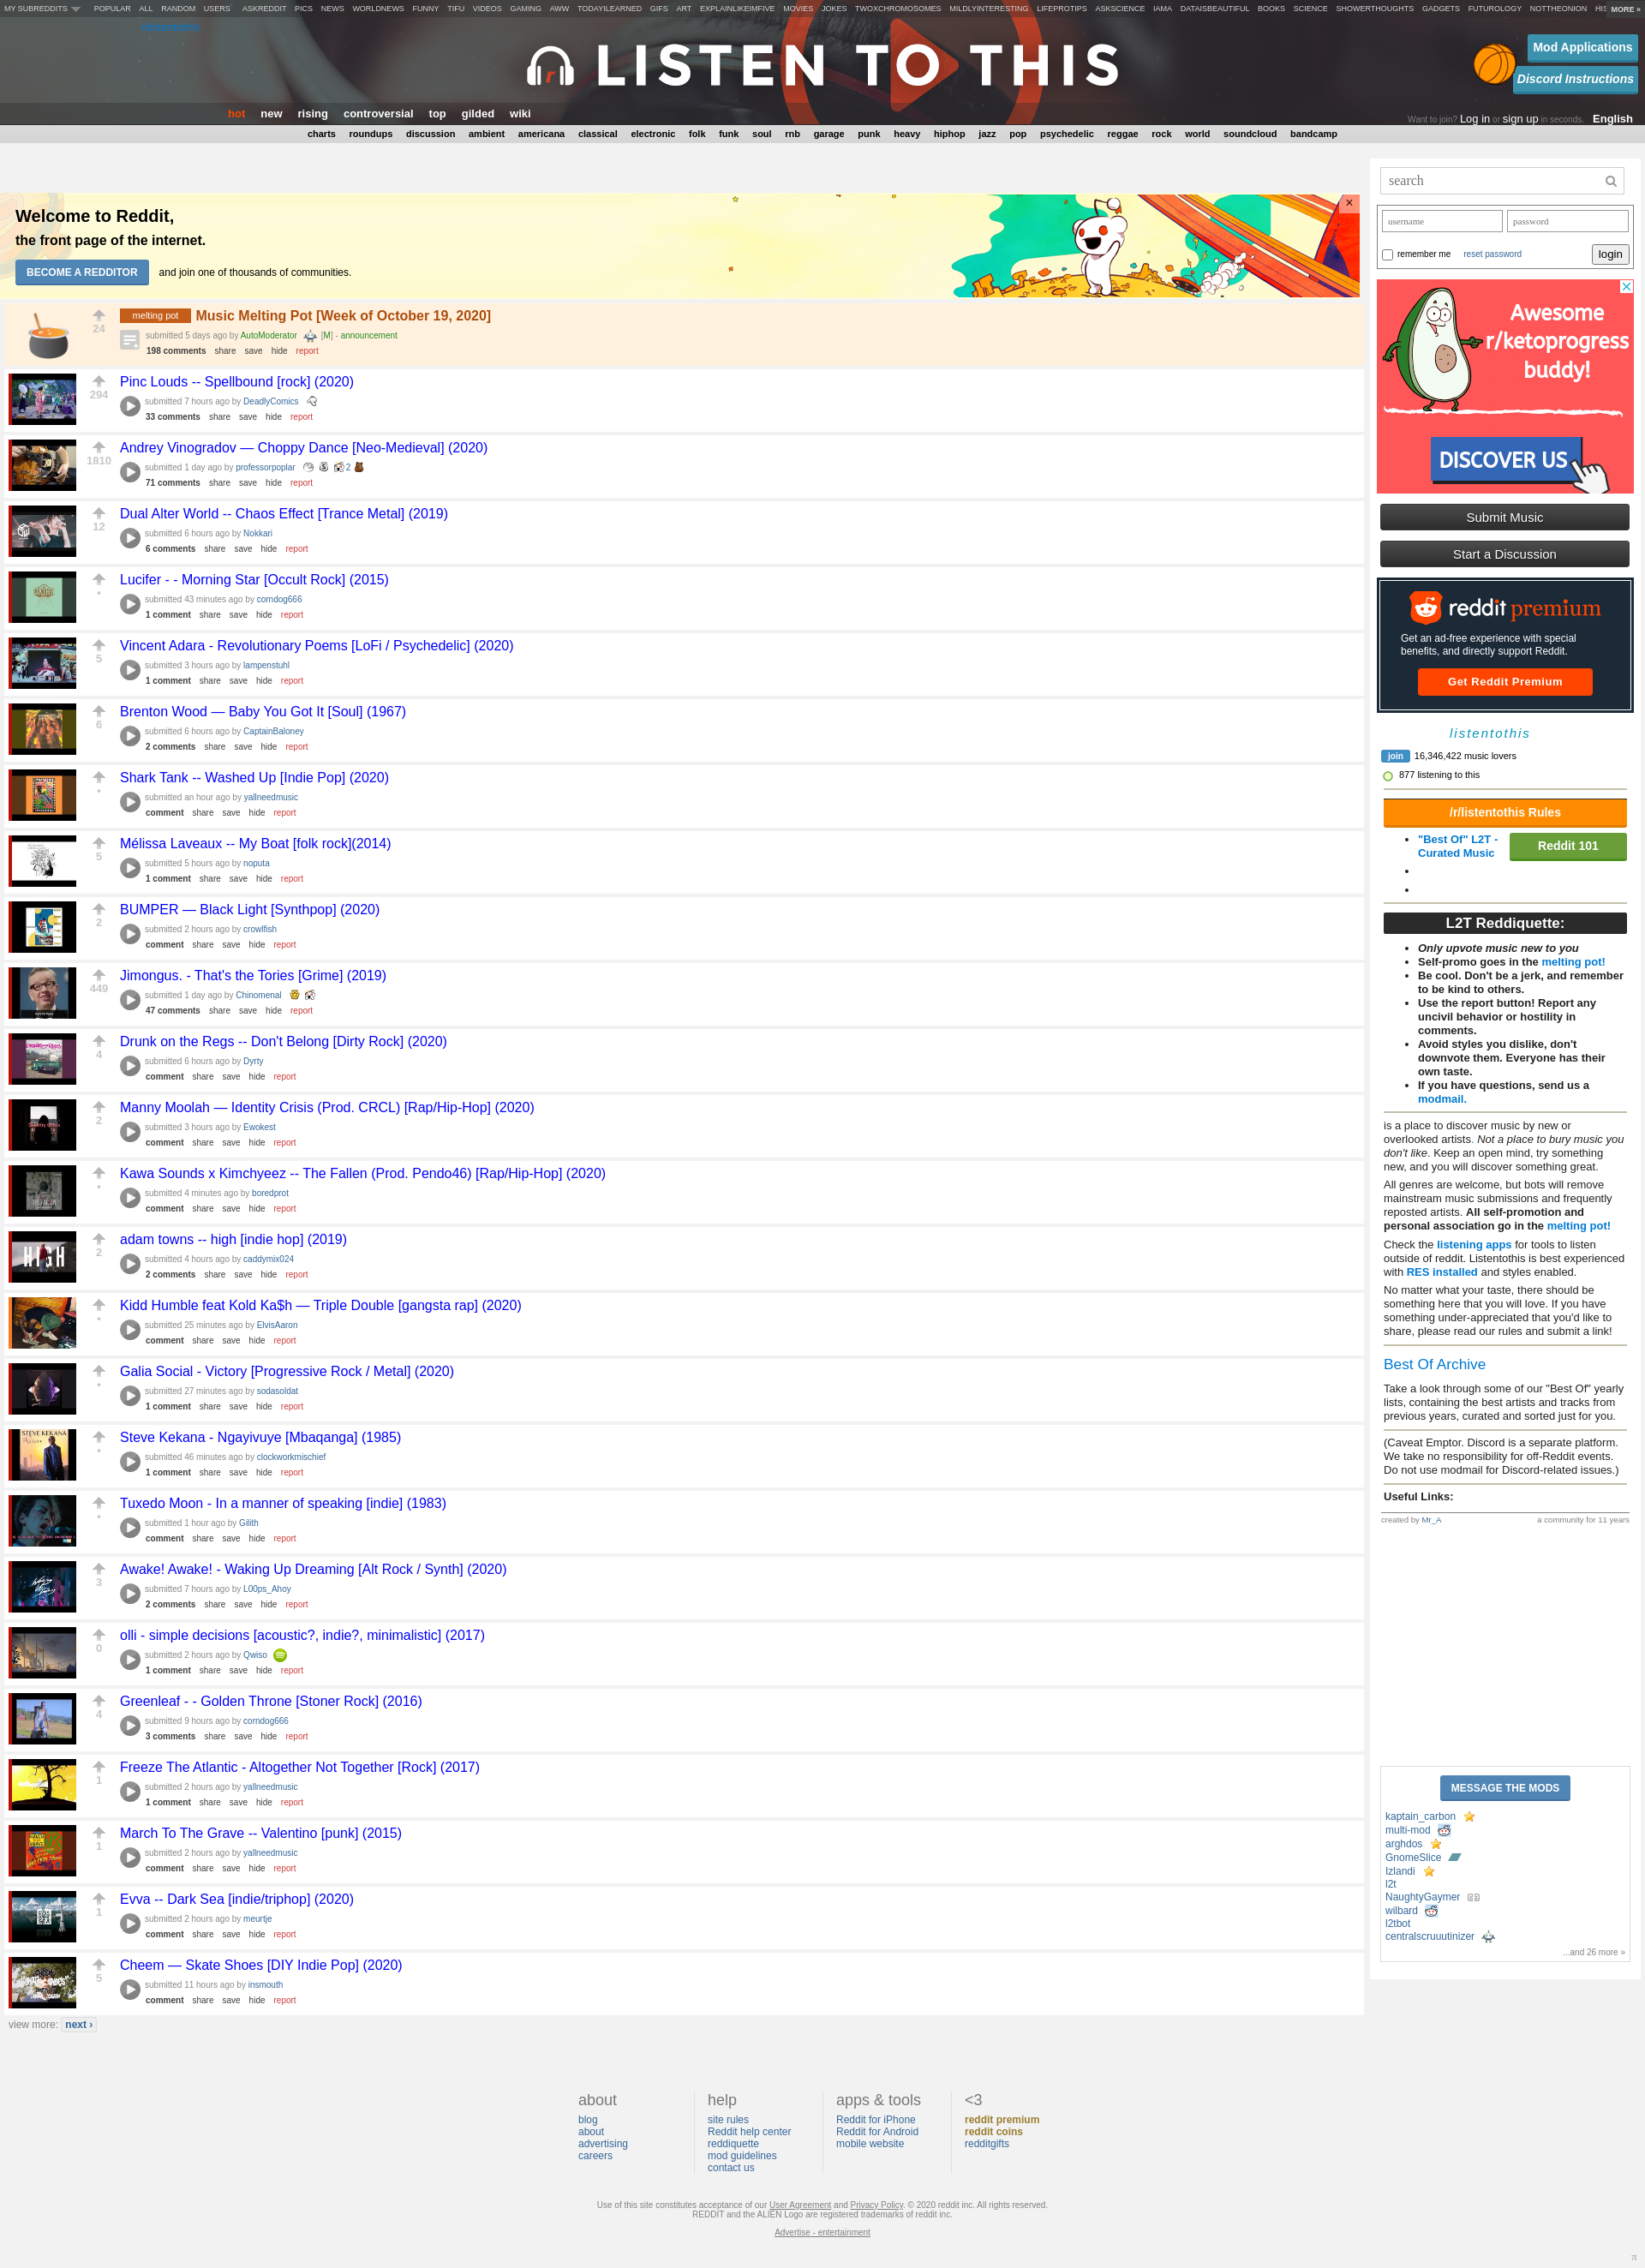 MY SUBREDDITS POPULAR ALL RANDOM USERS ASKREDDIT PICS NEWS WORLDNEWS FUNNY TIFU VIDEOS GAMING AWW TODAYILEARNED GIFS ART EXPLAINLIKEIMFIVE MOVIES JOKES TWOXCHROMOSOMES MILDLYINTERESTING LIFEPROTIPS ASKSCIENCE IAMA DATAISBEAUTIFUL BOOKS SCIENCE SHOWERTHOUGHTS GADGETS FUTUROLOGY NOTTHEONION HIS MORE »
LISTEN TO THIS
Mod Applications
Discord Instructions
hot new rising controversial top gilded wiki
Want to join? Log in or sign up in seconds. English
charts roundups discussion ambient americana classical electronic folk funk soul rnb garage punk heavy hiphop jazz pop psychedelic reggae rock world soundcloud bandcamp
Welcome to Reddit,
the front page of the internet.
BECOME A REDDITOR and join one of thousands of communities.
×
24
melting pot Music Melting Pot [Week of October 19, 2020]
submitted 5 days ago by AutoModerator [M] - announcement
198 comments share save hide report
294
Pinc Louds -- Spellbound [rock] (2020)
submitted 7 hours ago by DeadlyComics
33 comments share save hide report
1810
Andrey Vinogradov — Choppy Dance [Neo-Medieval] (2020)
submitted 1 day ago by professorpoplar 2
71 comments share save hide report
12
Dual Alter World -- Chaos Effect [Trance Metal] (2019)
submitted 6 hours ago by Nokkari
6 comments share save hide report
•
Lucifer - - Morning Star [Occult Rock] (2015)
submitted 43 minutes ago by corndog666
1 comment share save hide report
5
Vincent Adara - Revolutionary Poems [LoFi / Psychedelic] (2020)
submitted 3 hours ago by lampenstuhl
1 comment share save hide report
6
Brenton Wood — Baby You Got It [Soul] (1967)
submitted 6 hours ago by CaptainBaloney
2 comments share save hide report
•
Shark Tank -- Washed Up [Indie Pop] (2020)
submitted an hour ago by yallneedmusic
comment share save hide report
5
Mélissa Laveaux -- My Boat [folk rock](2014)
submitted 5 hours ago by noputa
1 comment share save hide report
2
BUMPER — Black Light [Synthpop] (2020)
submitted 2 hours ago by crowlfish
comment share save hide report
449
Jimongus. - That's the Tories [Grime] (2019)
submitted 1 day ago by Chinomenal
47 comments share save hide report
4
Drunk on the Regs -- Don't Belong [Dirty Rock] (2020)
submitted 6 hours ago by Dyrty
comment share save hide report
2
Manny Moolah — Identity Crisis (Prod. CRCL) [Rap/Hip-Hop] (2020)
submitted 3 hours ago by Ewokest
comment share save hide report
•
Kawa Sounds x Kimchyeez -- The Fallen (Prod. Pendo46) [Rap/Hip-Hop] (2020)
submitted 4 minutes ago by boredprot
comment share save hide report
HIGH
2
adam towns -- high [indie hop] (2019)
submitted 4 hours ago by caddymix024
2 comments share save hide report
•
Kidd Humble feat Kold Ka$h — Triple Double [gangsta rap] (2020)
submitted 25 minutes ago by ElvisAaron
comment share save hide report
•
Galia Social - Victory [Progressive Rock / Metal] (2020)
submitted 27 minutes ago by sodasoldat
1 comment share save hide report
STEVE KEKANA
•
Steve Kekana - Ngayivuye [Mbaqanga] (1985)
submitted 46 minutes ago by clockworkmischief
1 comment share save hide report
•
Tuxedo Moon - In a manner of speaking [indie] (1983)
submitted 1 hour ago by Gilith
comment share save hide report
3
Awake! Awake! - Waking Up Dreaming [Alt Rock / Synth] (2020)
submitted 7 hours ago by L00ps_Ahoy
2 comments share save hide report
0
olli - simple decisions [acoustic?, indie?, minimalistic] (2017)
submitted 2 hours ago by Qwiso
1 comment share save hide report
4
Greenleaf - - Golden Throne [Stoner Rock] (2016)
submitted 9 hours ago by corndog666
3 comments share save hide report
1
Freeze The Atlantic - Altogether Not Together [Rock] (2017)
submitted 2 hours ago by yallneedmusic
1 comment share save hide report
1
March To The Grave -- Valentino [punk] (2015)
submitted 2 hours ago by yallneedmusic
comment share save hide report
1
Evva -- Dark Sea [indie/triphop] (2020)
submitted 2 hours ago by meurtje
comment share save hide report
5
Cheem — Skate Shoes [DIY Indie Pop] (2020)
submitted 11 hours ago by insmouth
comment share save hide report
view more: next ›
search
username password
remember me reset password login
Awesome
r/ketoprogress
buddy!
DISCOVER US
Submit Music
Start a Discussion
reddit premium
Get an ad-free experience with special
benefits, and directly support Reddit.
Get Reddit Premium
listentothis
join 16,346,422 music lovers
877 listening to this
/r/listentothis Rules
• "Best Of" L2T -
Curated Music
Reddit 101
•
•
L2T Reddiquette:
• Only upvote music new to you
• Self-promo goes in the melting pot!
• Be cool. Don't be a jerk, and remember
to be kind to others.
• Use the report button! Report any
uncivil behavior or hostility in
comments.
• Avoid styles you dislike, don't
downvote them. Everyone has their
own taste.
• If you have questions, send us a
modmail.
is a place to discover music by new or
overlooked artists. Not a place to bury music you
don't like. Keep an open mind, try something
new, and you will discover something great.
All genres are welcome, but bots will remove
mainstream music submissions and frequently
reposted artists. All self-promotion and
personal association go in the melting pot!
Check the listening apps for tools to listen
outside of reddit. Listentothis is best experienced
with RES installed and styles enabled.
No matter what your taste, there should be
something here that you will love. If you have
something under-appreciated that you'd like to
share, please read our rules and submit a link!
Best Of Archive
Take a look through some of our "Best Of" yearly
lists, containing the best artists and tracks from
previous years, curated and sorted just for you.
(Caveat Emptor. Discord is a separate platform.
We take no responsibility for off-Reddit events.
Do not use modmail for Discord-related issues.)
Useful Links:
created by Mr_A a community for 11 years
MESSAGE THE MODS
kaptain_carbon
multi-mod
arghdos
GnomeSlice
Izlandi
l2t
NaughtyGaymer
wilbard
l2tbot
centralscruuutinizer
...and 26 more »
about
blog
about
advertising
careers
help
site rules
Reddit help center
reddiquette
mod guidelines
contact us
apps & tools
Reddit for iPhone
Reddit for Android
mobile website
<3
reddit premium
reddit coins
redditgifts
Use of this site constitutes acceptance of our User Agreement and Privacy Policy. © 2020 reddit inc. All rights reserved.
REDDIT and the ALIEN Logo are registered trademarks of reddit inc.
Advertise - entertainment
π